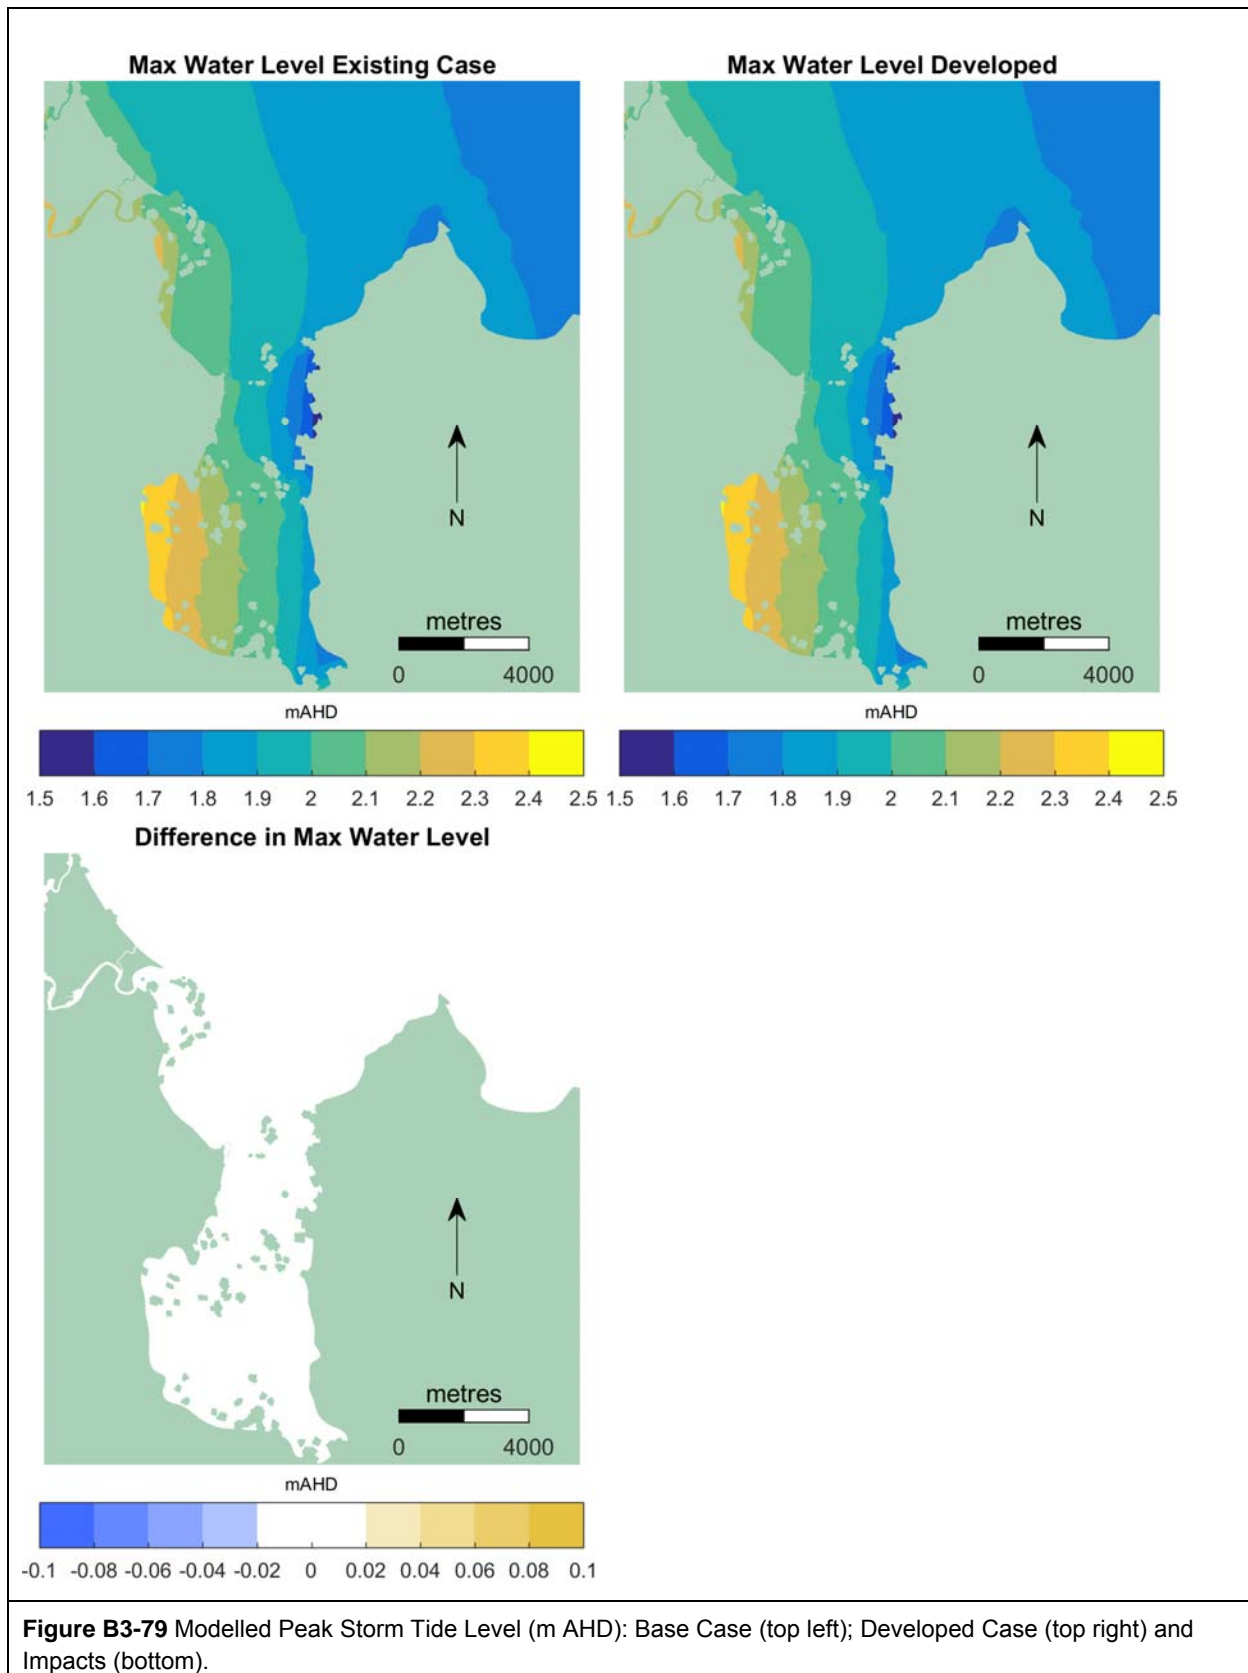 Max Water Level Existing Case
Max Water Level Developed
N
metres
0 4000
N
metres
0 4000
mAHD
1.5 1.6 1.7 1.8 1.9 2 2.1 2.2 2.3 2.4 2.5
mAHD
1.5 1.6 1.7 1.8 1.9 2 2.1 2.2 2.3 2.4 2.5
Difference in Max Water Level
N
metres
0 4000
mAHD
-0.1 -0.08 -0.06 -0.04 -0.02 0 0.02 0.04 0.06 0.08 0.1
Figure B3-79 Modelled Peak Storm Tide Level (m AHD): Base Case (top left); Developed Case (top right) and
Impacts (bottom).